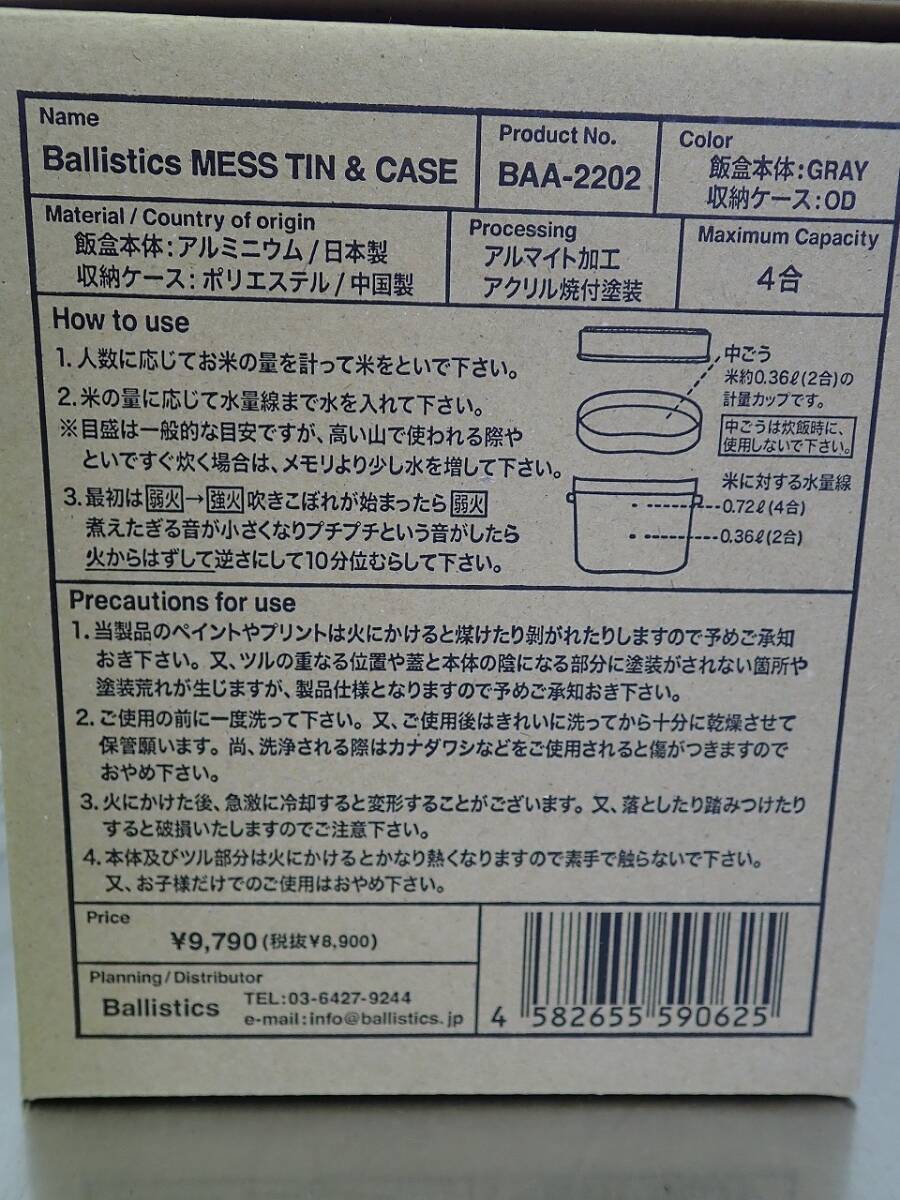 Name
Ballistics MESS TIN & CASE
Product No.
BAA-2202
Color
飯盒本体:GRAY
収納ケース:OD
Material / Country of origin
飯盒本体:アルミニウム/日本製
収納ケース:ポリエステル/中国製
Processing
アルマイト加工
アクリル焼付塗装
Maximum Capacity
4合
How to use
1.人数に応じてお米の量を計って米をといで下さい。
2.米の量に応じて水量線まで水を入れて下さい。
※目盛は一般的な目安ですが、高い山で使われる際や
といですぐ炊く場合は、メモリより少し水を増して下さい。
3.最初は弱火→強火吹きこぼれが始まったら弱火
煮えたぎる音が小さくなりプチプチという音がしたら
火からはずして逆さにして10分位むらして下さい。
中ごう
米約0.36ℓ(2合)の
計量カップです。
中ごうは炊飯時に、
使用しないで下さい。
米に対する水量線
0.72ℓ(4合)
0.36ℓ(2合)
Precautions for use
1.当製品のペイントやプリントは火にかけると煤けたり剝がれたりしますので予めご承知
おき下さい。又、ツルの重なる位置や蓋と本体の陰になる部分に塗装がされない箇所や
塗装荒れが生じますが、製品仕様となりますので予めご承知おき下さい。
2.ご使用の前に一度洗って下さい。又、ご使用後はきれいに洗ってから十分に乾燥させて
保管願います。尚、洗浄される際はカナダワシなどをご使用されると傷がつきますので
おやめ下さい。
3.火にかけた後、急激に冷却すると変形することがございます。又、落としたり踏みつけたり
すると破損いたしますのでご注意下さい。
4.本体及びツル部分は火にかけるとかなり熱くなりますので素手で触らないで下さい。
又、お子様だけでのご使用はおやめ下さい。
Price
¥9,790(税抜¥8,900)
Planning/Distributor
Ballistics
TEL:03-6427-9244
e-mail:info@ballistics.jp
4 582655 590625